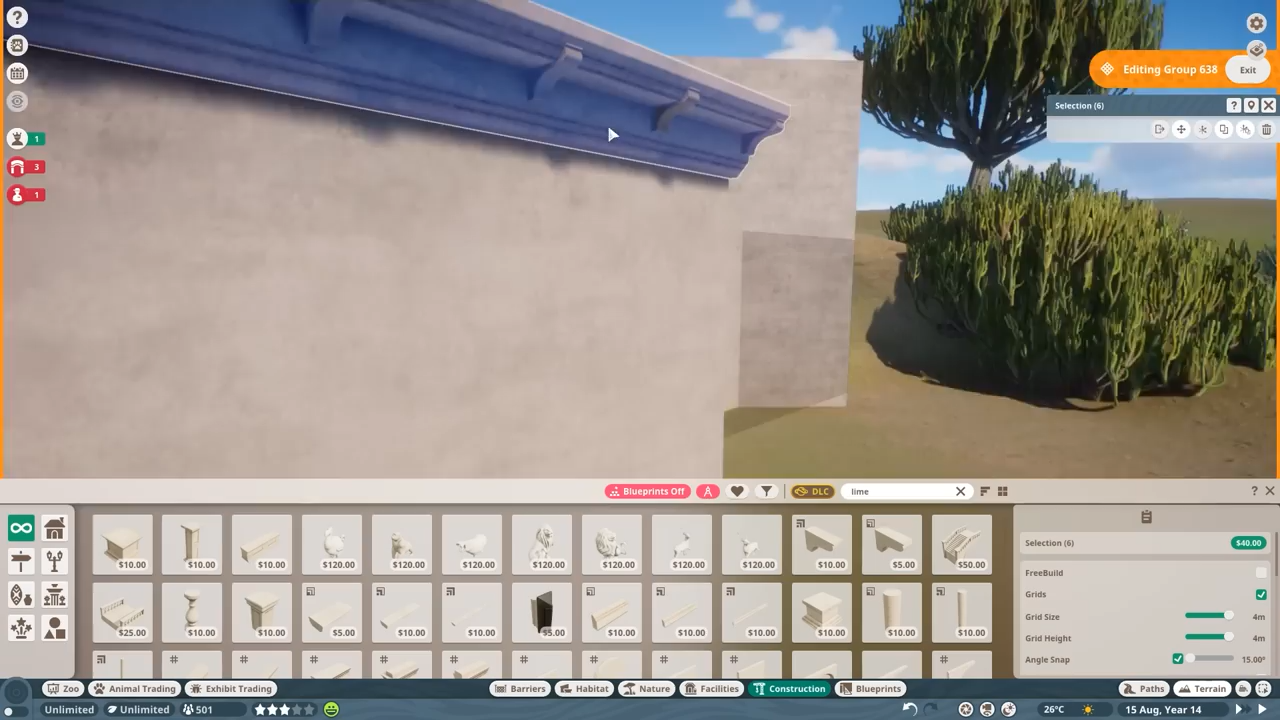 ?
Editing Group 638
Exit
Selection (6)
?
1
3
1
Blueprints Off
DLC
lime
?
$10.00 $10.00 $10.00 $120.00 $120.00 $120.00 $120.00 $120.00 $120.00 $120.00 $10.00 $5.00 $50.00
$25.00 $10.00 $10.00 $5.00 $10.00 $10.00 $5.00 $10.00 $10.00 $10.00 $10.00 $10.00 $10.00
Selection (6)
$40.00
FreeBuild
Grids
Grid Size 4m
Grid Height 4m
Angle Snap 15.00°
Zoo Animal Trading Exhibit Trading Barriers Habitat Nature Facilities Construction Blueprints Paths Terrain
Unlimited Unlimited 501 26°C 15 Aug, Year 14